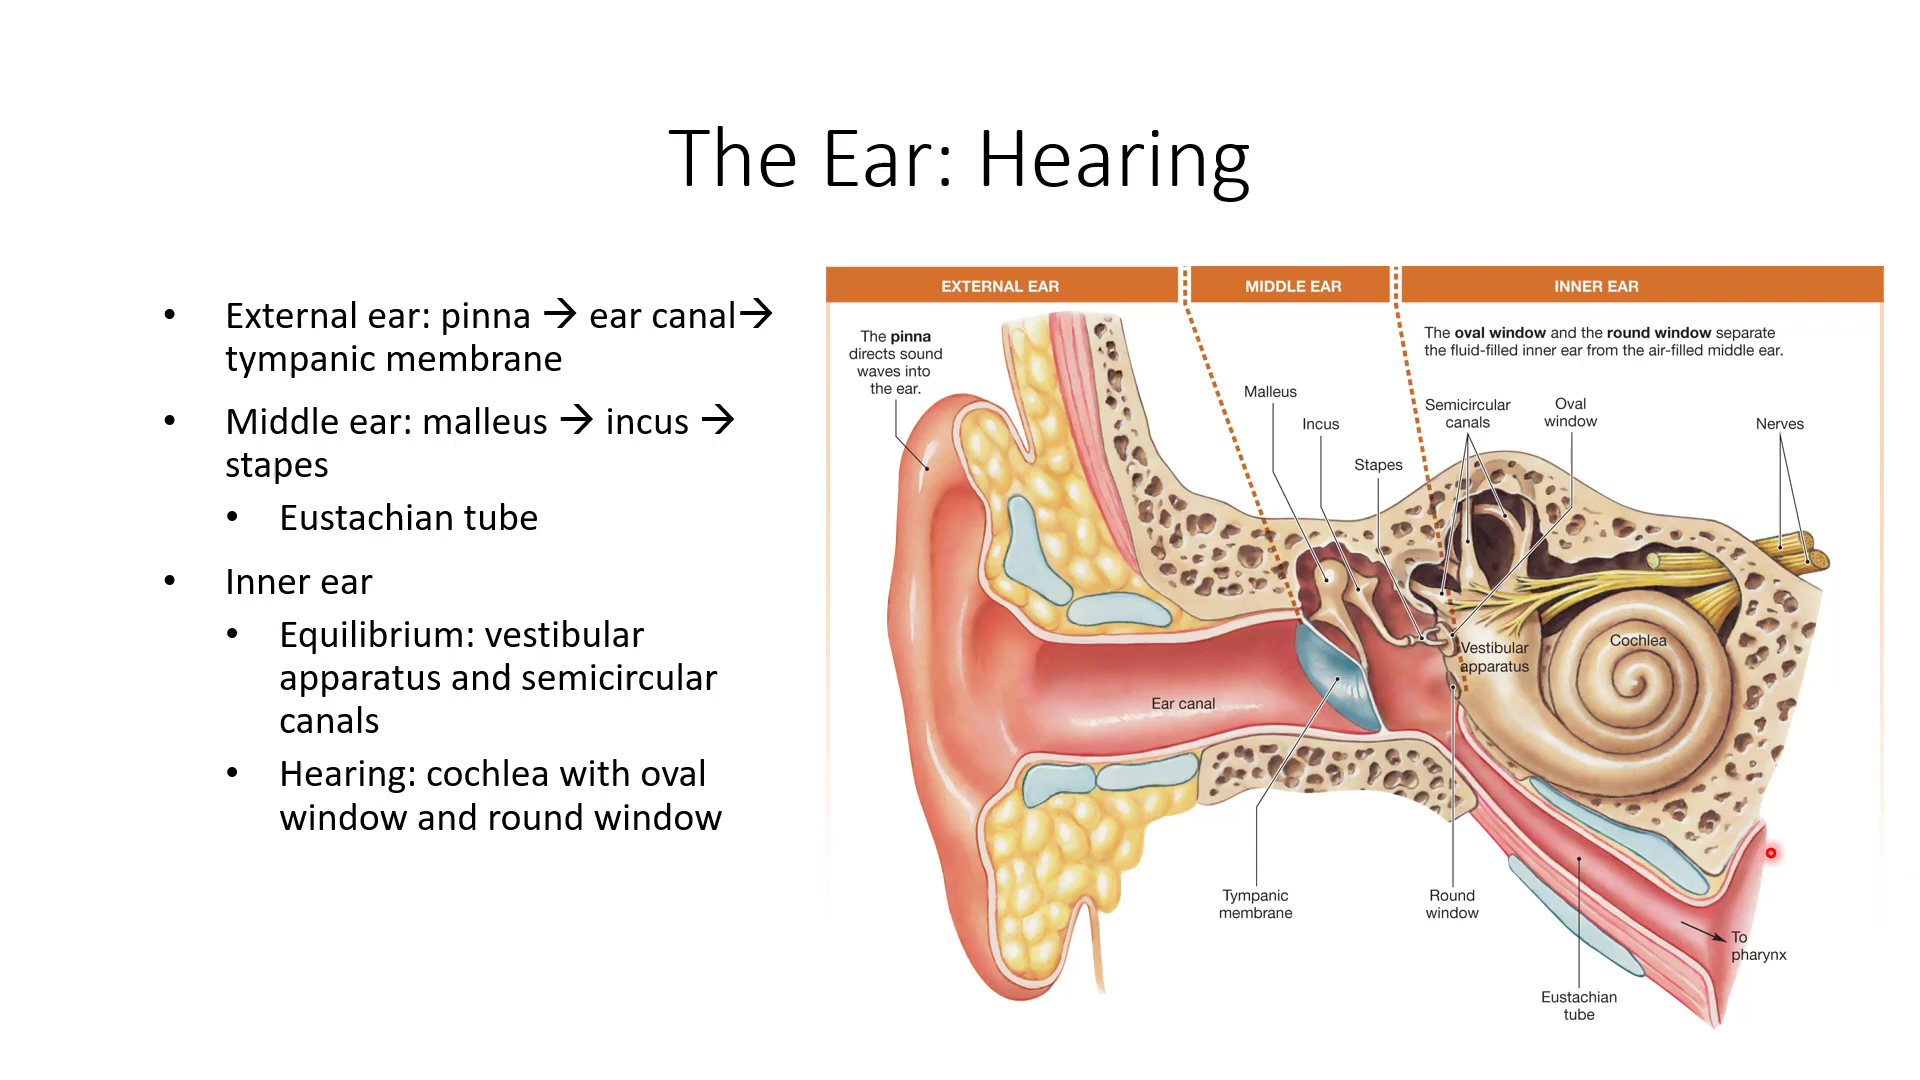 The Ear: Hearing
• External ear: pinna → ear canal→
tympanic membrane
• Middle ear: malleus → incus →
stapes
• Eustachian tube
• Inner ear
• Equilibrium: vestibular
apparatus and semicircular
canals
• Hearing: cochlea with oval
window and round window
EXTERNAL EAR
MIDDLE EAR
INNER EAR
The pinna
directs sound
waves into
the ear.
The oval window and the round window separate
the fluid-filled inner ear from the air-filled middle ear.
Malleus
Incus
Stapes
Semicircular
canals
Oval
window
Nerves
Cochlea
Vestibular
apparatus
Ear canal
Tympanic
membrane
Round
window
To
pharynx
Eustachian
tube